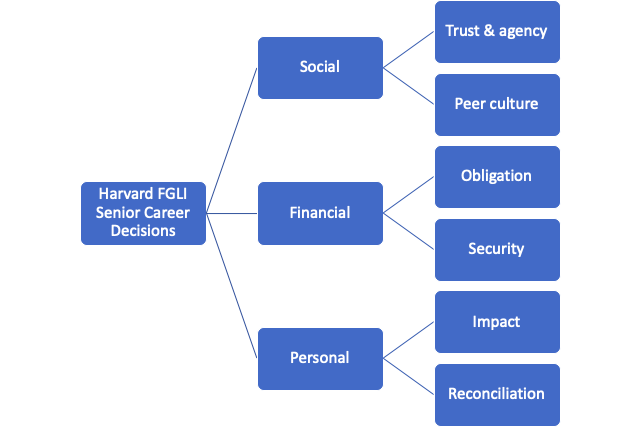 Harvard FGLI
Senior Career
Decisions
Social
Trust & agency
Peer culture
Financial
Obligation
Security
Personal
Impact
Reconciliation